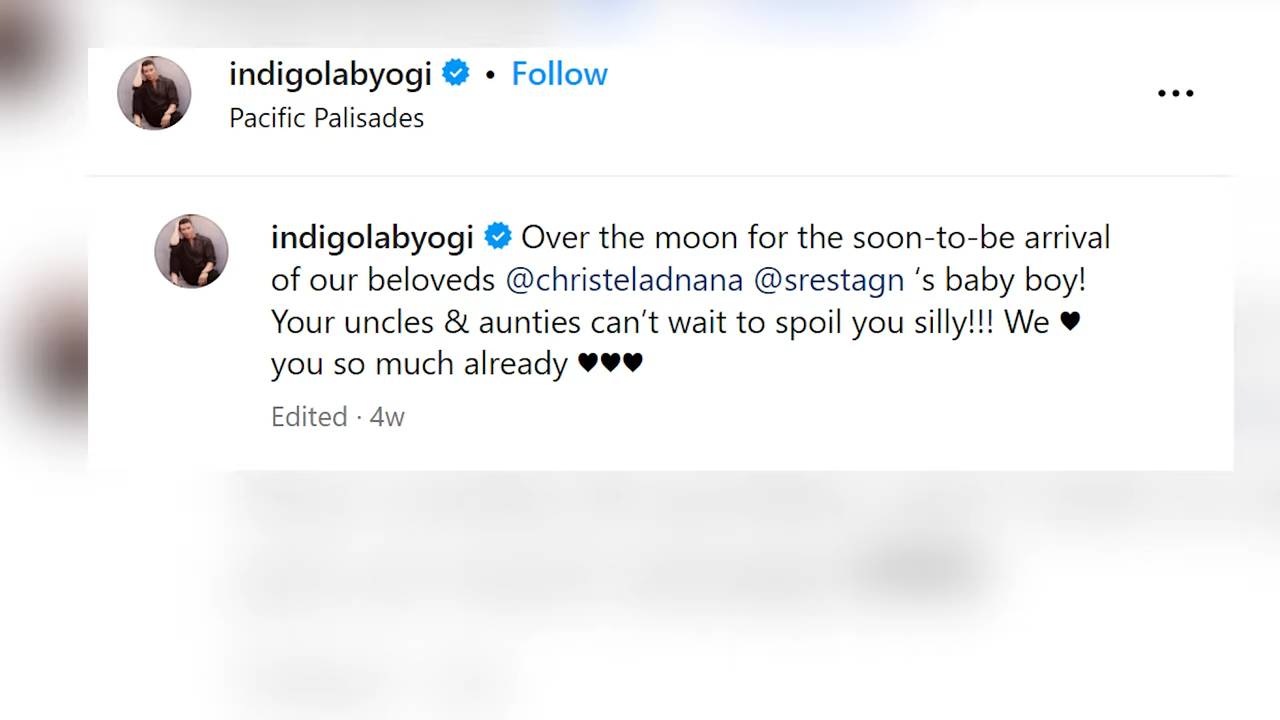 indigolabyogi • Follow
Pacific Palisades
indigolabyogi Over the moon for the soon-to-be arrival
of our beloveds @christeladnana @srestagn ‘s baby boy!
Your uncles & aunties can’t wait to spoil you silly!!! We ♥
you so much already ♥♥♥
Edited · 4w